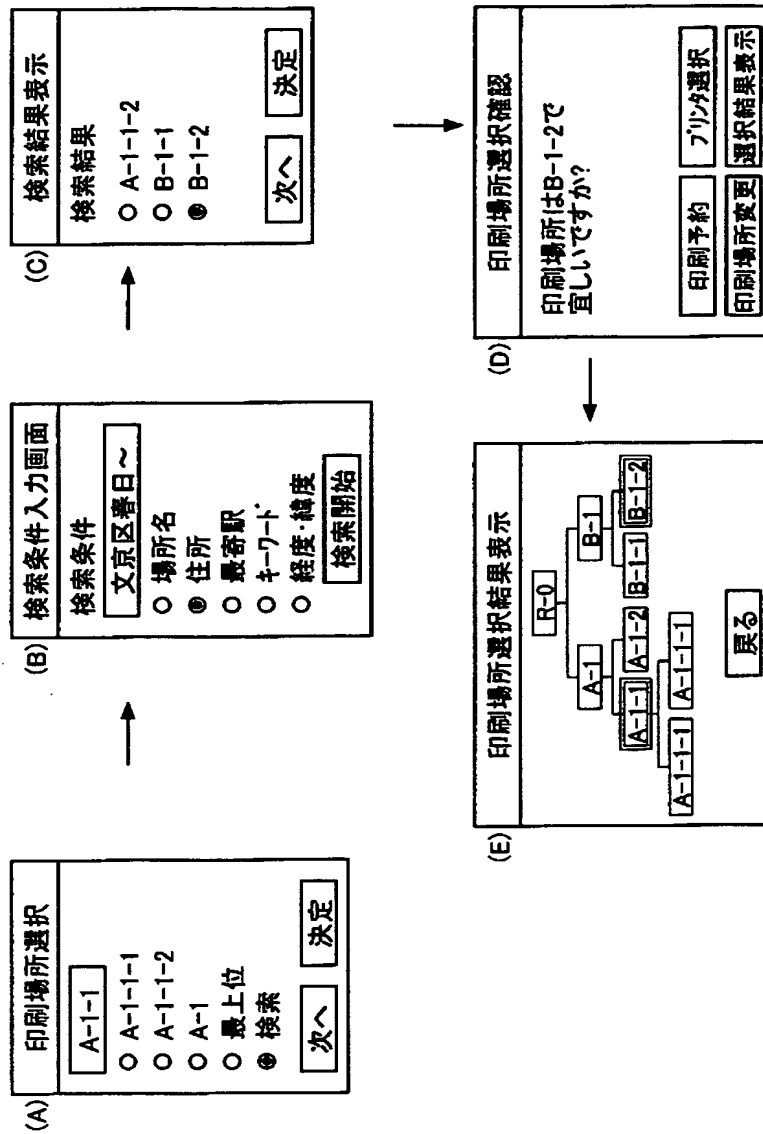 (A)
印刷場所選択
A-1-1
A-1-1-1
A-1-1-2
A-1
最上位
検索
次へ 決定
(B)
検索条件入力画面
検索条件
文京区春日～
場所名
住所
最寄駅
キーワード
経度・緯度
検索開始
(C)
検索結果表示
検索結果
A-1-1-2
B-1-1
B-1-2
次へ 決定
(D)
印刷場所選択確認
印刷場所はB-1-2で
宜しいですか?
印刷予約 プリンタ選択
印刷場所変更 選択結果表示
(E)
印刷場所選択結果表示
R-0
A-1 B-1
A-1-1 A-1-2 B-1-1 B-1-2
A-1-1-1 A-1-1-1
戻る